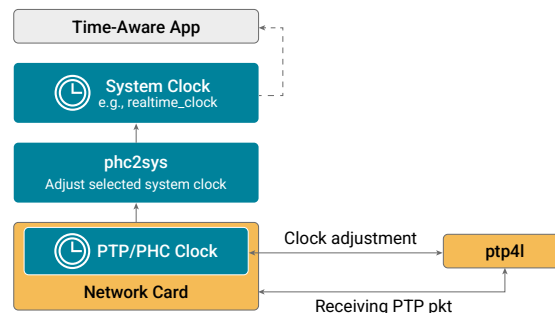 Time-Aware App
System Clock
e.g., realtime_clock
phc2sys
Adjust selected system clock
PTP/PHC Clock
Network Card
Clock adjustment
ptp4l
Receiving PTP pkt